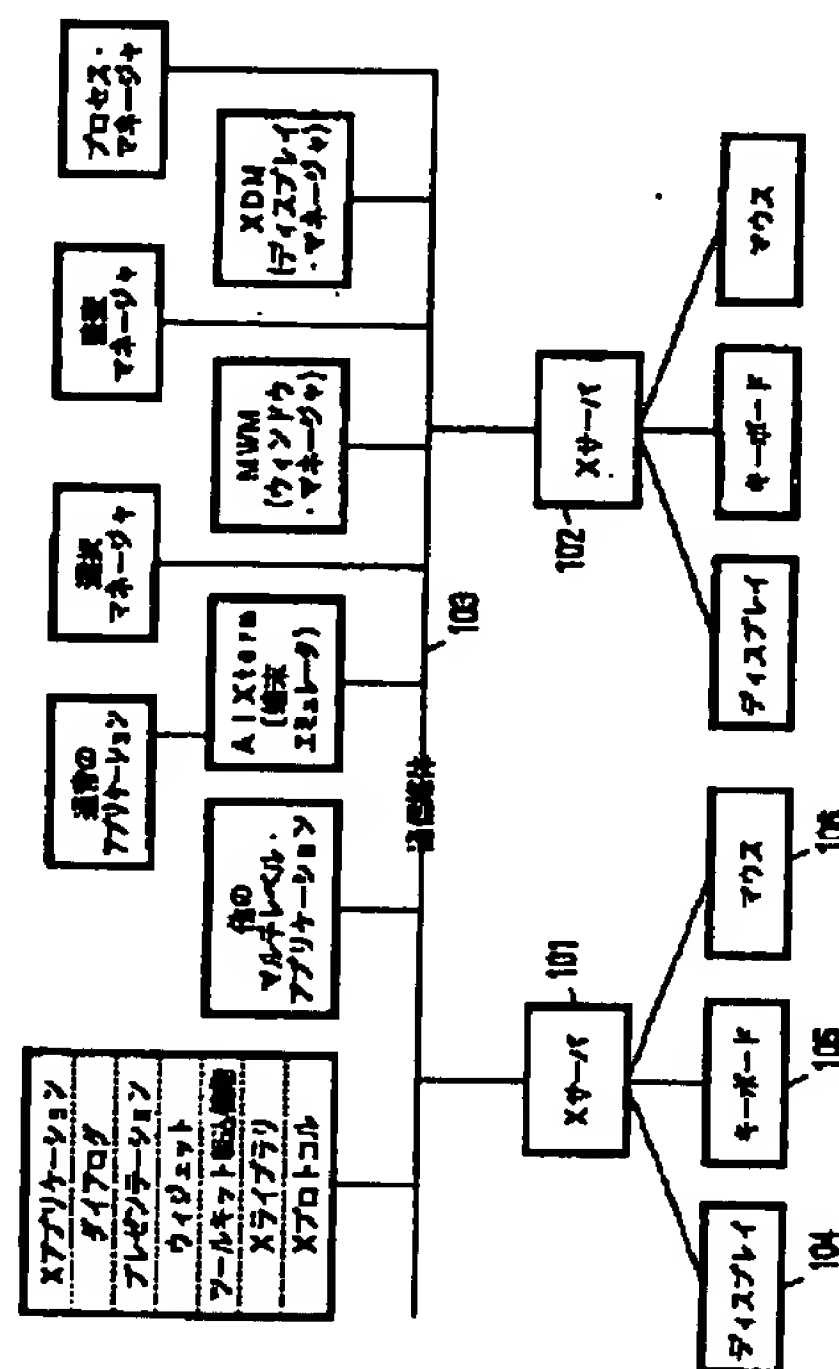 Xアプリケーション
ダイアログ
プレゼンテーション
ウィジェット
ツールキット
Xライブラリ
Xプロトコル
他の
マルチレベル・
アプリケーション
通常の
アプリケーション
AIXterm
(端末
エミュレータ)
選択
マネージャ
MWM
(ウィンドウ
・マネージャ)
マネージャ
XDM
(ディスプレイ
・マネージャ)
プロセス・
マネージャ
通信媒体
103
Xサーバ
101
Xサーバ
102
ディスプレイ
104
キーボード
105
マウス
106
ディスプレイ
キーボード
マウス